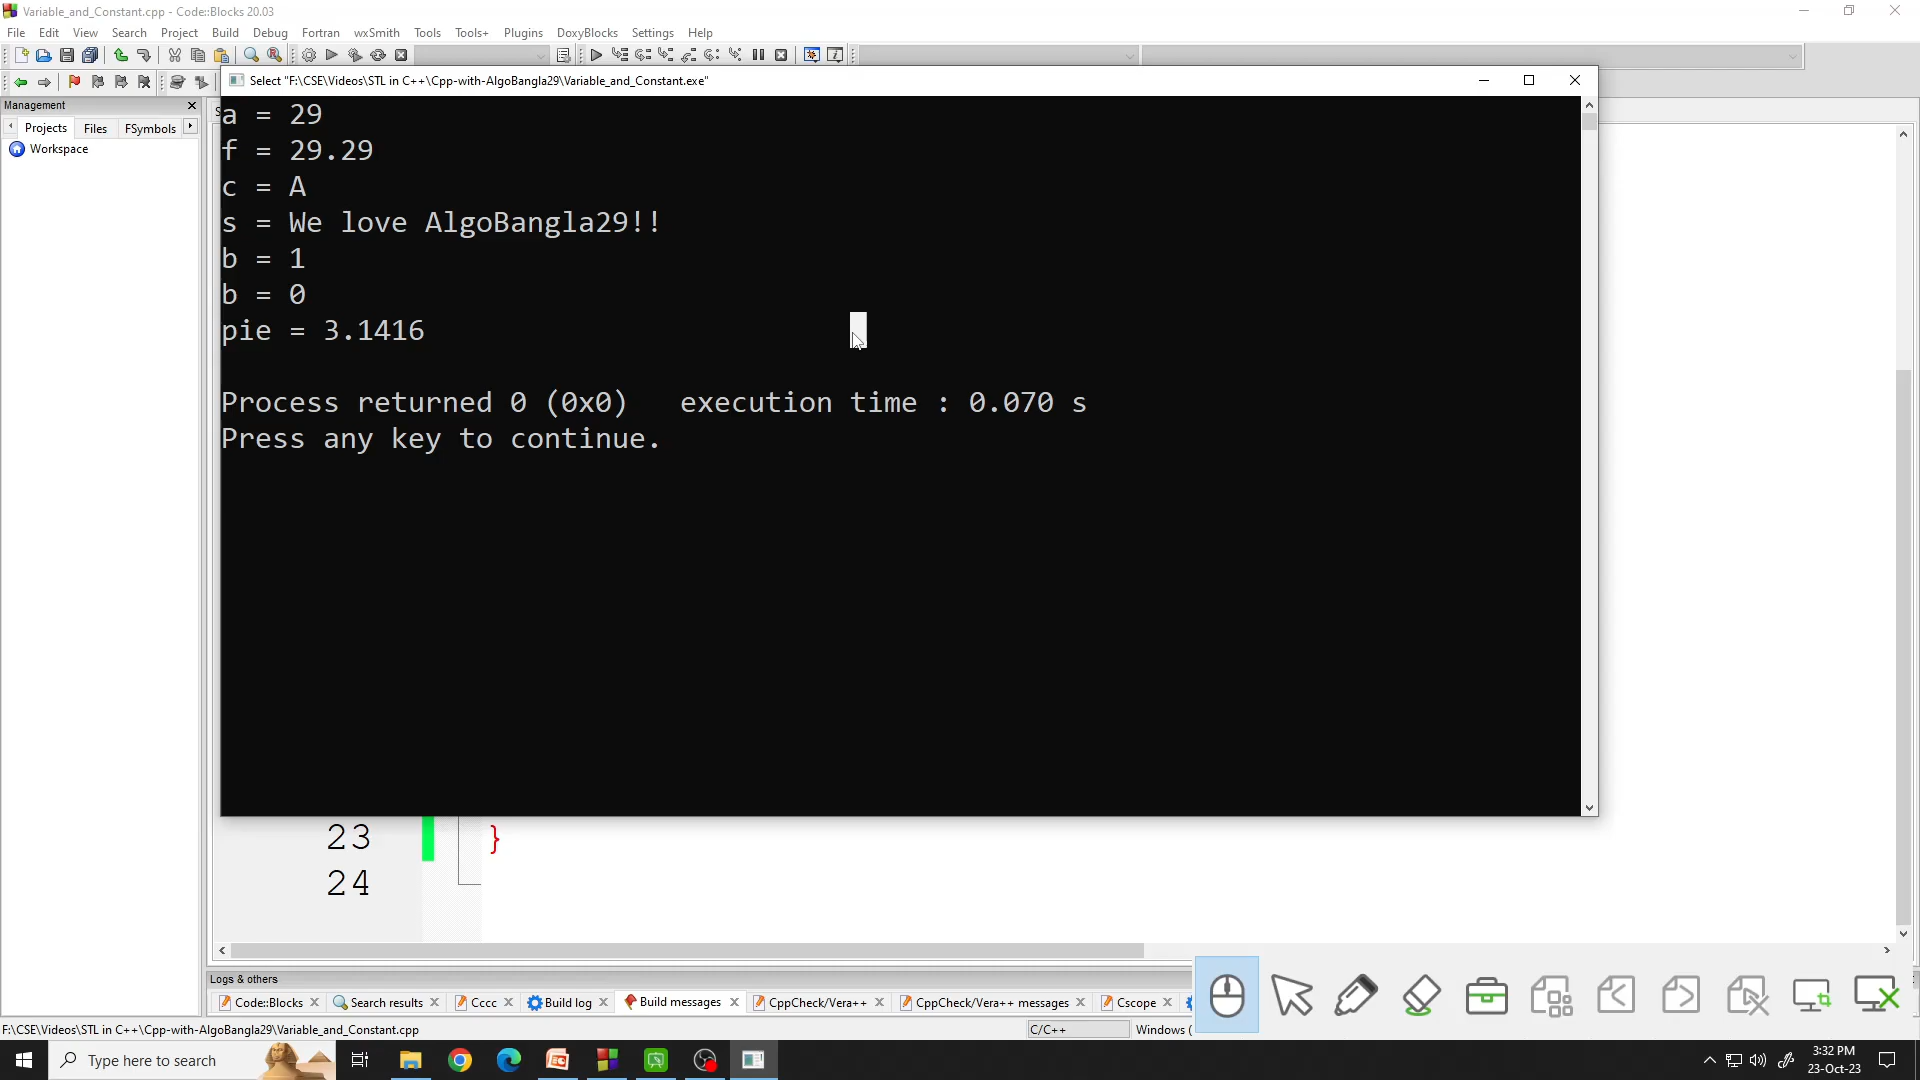 Variable_and_Constant.cpp - Code::Blocks 20.03
File Edit View Search Project Build Debug Fortran wxSmith Tools Tools+ Plugins DoxyBlocks Settings Help
Select "F:\CSE\Videos\STL in C++\Cpp-with-AlgoBangla29\Variable_and_Constant.exe"
Management
Projects Files FSymbols
Workspace
a = 29
f = 29.29
c = A
s = We love AlgoBangla29!!
b = 1
b = 0
pie = 3.1416
Process returned 0 (0x0) execution time : 0.070 s
Press any key to continue.
23 }
24
Logs & others
Code::Blocks Search results Cccc Build log Build messages CppCheck/Vera++ CppCheck/Vera++ messages Cscope
F:\CSE\Videos\STL in C++\Cpp-with-AlgoBangla29\Variable_and_Constant.cpp C/C++ Windows (
Type here to search
3:32 PM
23-Oct-23